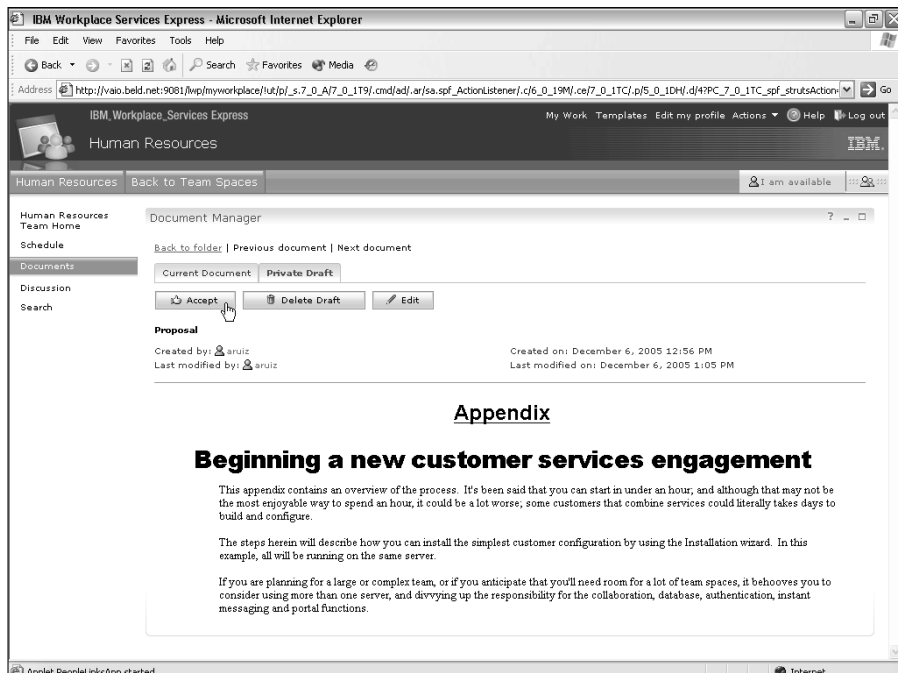 IBM Workplace Services Express - Microsoft Internet Explorer
File Edit View Favorites Tools Help
Back Search Favorites Media
Address http://vaio.beld.net:9081/lwp/myworkplace/!ut/p/_s.7_0_A/7_0_1T9/.cmd/ad/.ar/sa.spf_ActionListener/.c/6_0_19M/.ce/7_0_1TC/.p/5_0_1DH/.d/4?PC_7_0_1TC_spf_strutsAction= Go
IBM_Workplace_Services Express My Work Templates Edit my profile Actions Help Log out
Human Resources IBM.
Human Resources Back to Team Spaces I am available
Human Resources
Team Home
Schedule
Documents
Discussion
Search
Document Manager ?
Back to folder | Previous document | Next document
Current Document Private Draft
Accept Delete Draft Edit
Proposal
Created by: aruiz Created on: December 6, 2005 12:56 PM
Last modified by: aruiz Last modified on: December 6, 2005 1:05 PM
Appendix
Beginning a new customer services engagement
This appendix contains an overview of the process. It's been said that you can start in under an hour; and although that may not be
the most enjoyable way to spend an hour, it could be a lot worse; some customers that combine services could literally takes days to
build and configure.
The steps herein will describe how you can install the simplest customer configuration by using the Installation wizard. In this
example, all will be running on the same server.
If you are planning for a large or complex team, or if you anticipate that you'll need room for a lot of team spaces, it behooves you to
consider using more than one server, and divvying up the responsibility for the collaboration, database, authentication, instant
messaging and portal functions.
Applet PeopleLinksApp started Internet